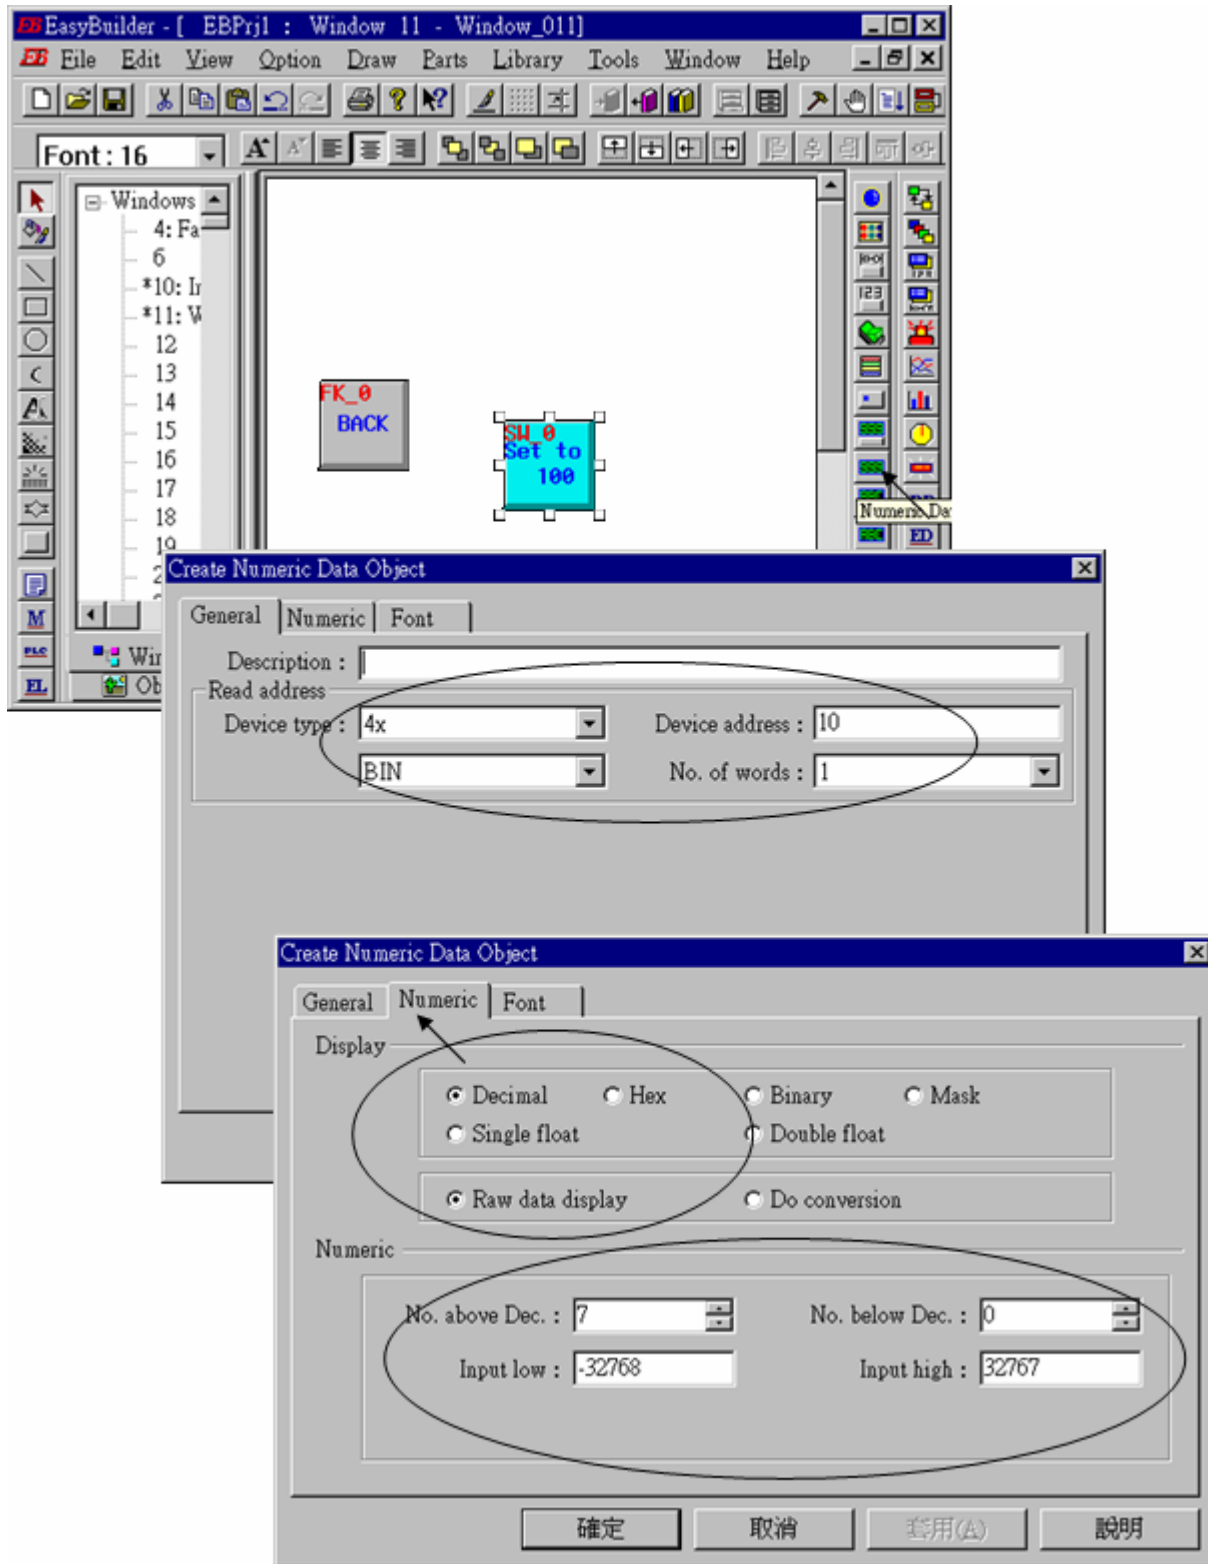 EB EasyBuilder - [ EBPrj1 : Window 11 - Window_011]
EB File Edit View Option Draw Parts Library Tools Window Help
Font : 16
Windows
4: Fa
6
*10: In
*11: W
12
13
14
15
16
17
18
19
2
M
PLC
EL
Win
Ob
FK_0
BACK
SW_0
Set to
100
Numeric Da
ED
Create Numeric Data Object
General Numeric Font
Description :
Read address
Device type : 4x Device address : 10
BIN No. of words : 1
Create Numeric Data Object
General Numeric Font
Display
Decimal Hex Binary Mask
Single float Double float
Raw data display Do conversion
Numeric
No. above Dec. : 7 No. below Dec. : 0
Input low : -32768 Input high : 32767
確定 取消 套用(A) 說明